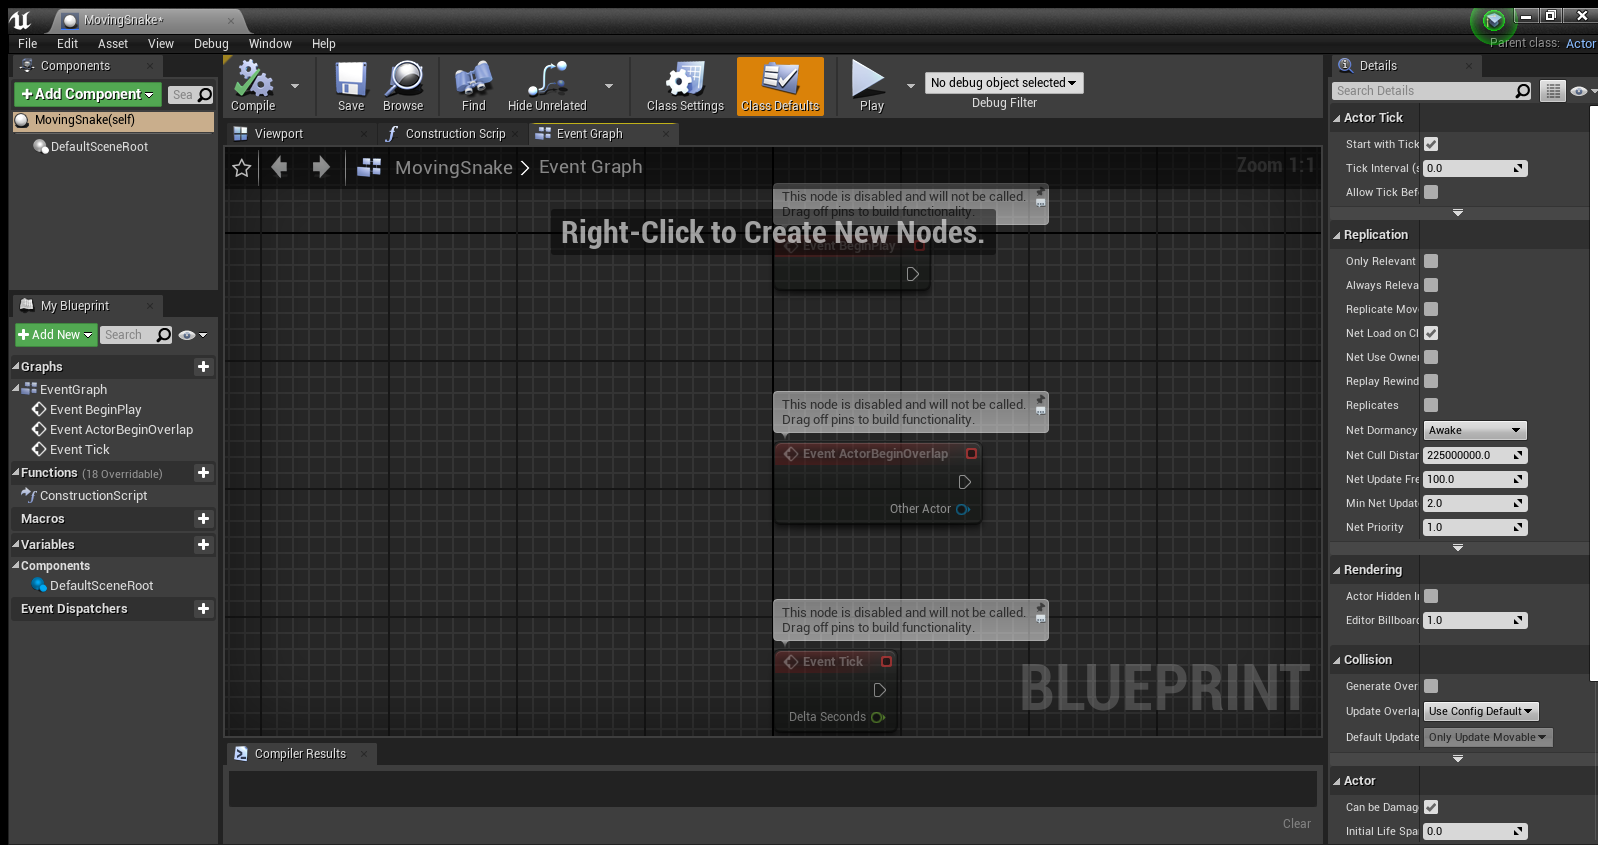 MovingSnake*
File Edit Asset View Debug Window Help
Parent class: Actor
Components
+Add Component
Sea
MovingSnake(self)
DefaultSceneRoot
My Blueprint
+Add New
Search
Graphs
EventGraph
Event BeginPlay
Event ActorBeginOverlap
Event Tick
Functions (18 Overridable)
ConstructionScript
Macros
Variables
Components
DefaultSceneRoot
Event Dispatchers
Compile
Save
Browse
Find
Hide Unrelated
Class Settings
Class Defaults
Play
No debug object selected
Debug Filter
Viewport
Construction Scrip
Event Graph
MovingSnake > Event Graph
Zoom 1:1
This node is disabled and will not be called.
Drag off pins to build functionality.
Right-Click to Create New Nodes.
Event BeginPlay
This node is disabled and will not be called.
Drag off pins to build functionality.
Event ActorBeginOverlap
Other Actor
This node is disabled and will not be called.
Drag off pins to build functionality.
Event Tick
Delta Seconds
BLUEPRINT
Compiler Results
Clear
Details
Search Details
Actor Tick
Start with Tick
Tick Interval (s 0.0
Allow Tick Bef
Replication
Only Relevant
Always Releva
Replicate Mov
Net Load on Cl
Net Use Owner
Replay Rewind
Replicates
Net Dormancy Awake
Net Cull Distan 225000000.0
Net Update Fre 100.0
Min Net Updat 2.0
Net Priority 1.0
Rendering
Actor Hidden I
Editor Billboard 1.0
Collision
Generate Over
Update Overla Use Config Default
Default Update Only Update Movable
Actor
Can be Damag
Initial Life Spa 0.0